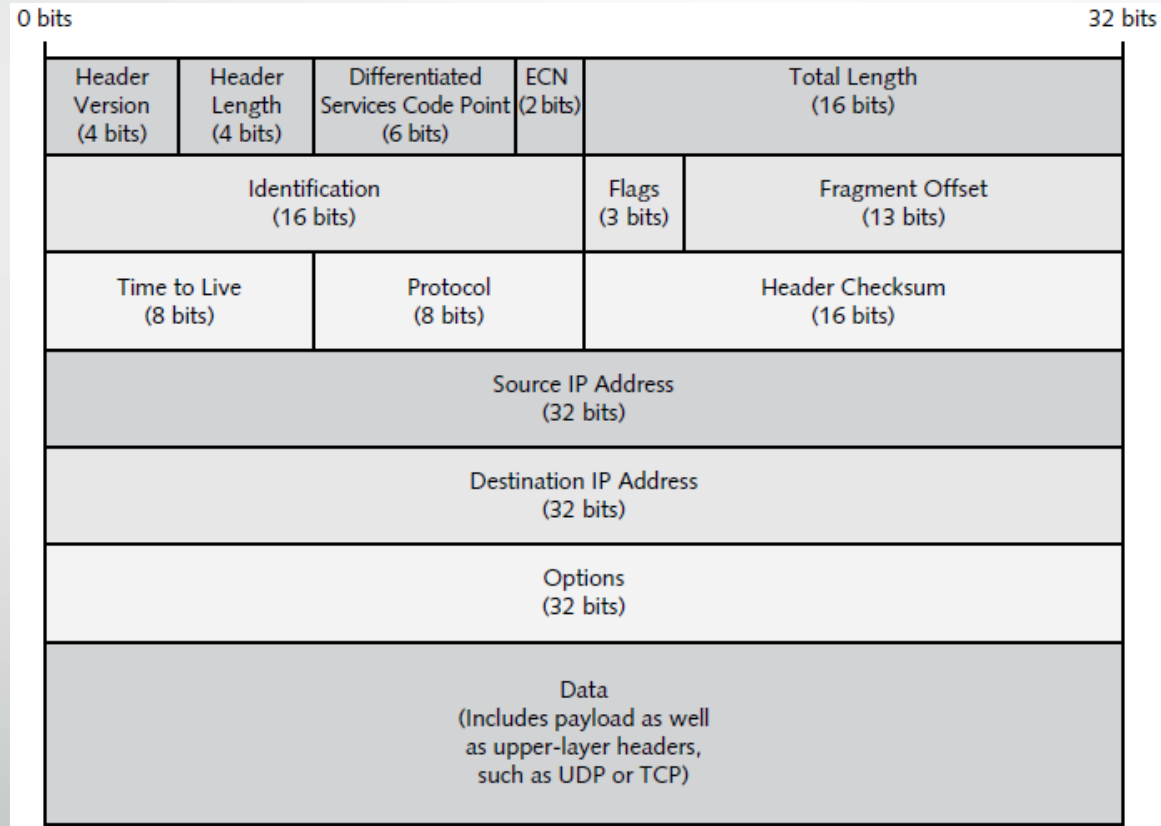 0 bits 32 bits
Header Header Differentiated ECN Total Length
Version Length Services Code Point (2 bits) (16 bits)
(4 bits) (4 bits) (6 bits)
Identification Flags Fragment Offset
(16 bits) (3 bits) (13 bits)
Time to Live Protocol Header Checksum
(8 bits) (8 bits) (16 bits)
Source IP Address
(32 bits)
Destination IP Address
(32 bits)
Options
(32 bits)
Data
(Includes payload as well
as upper-layer headers,
such as UDP or TCP)